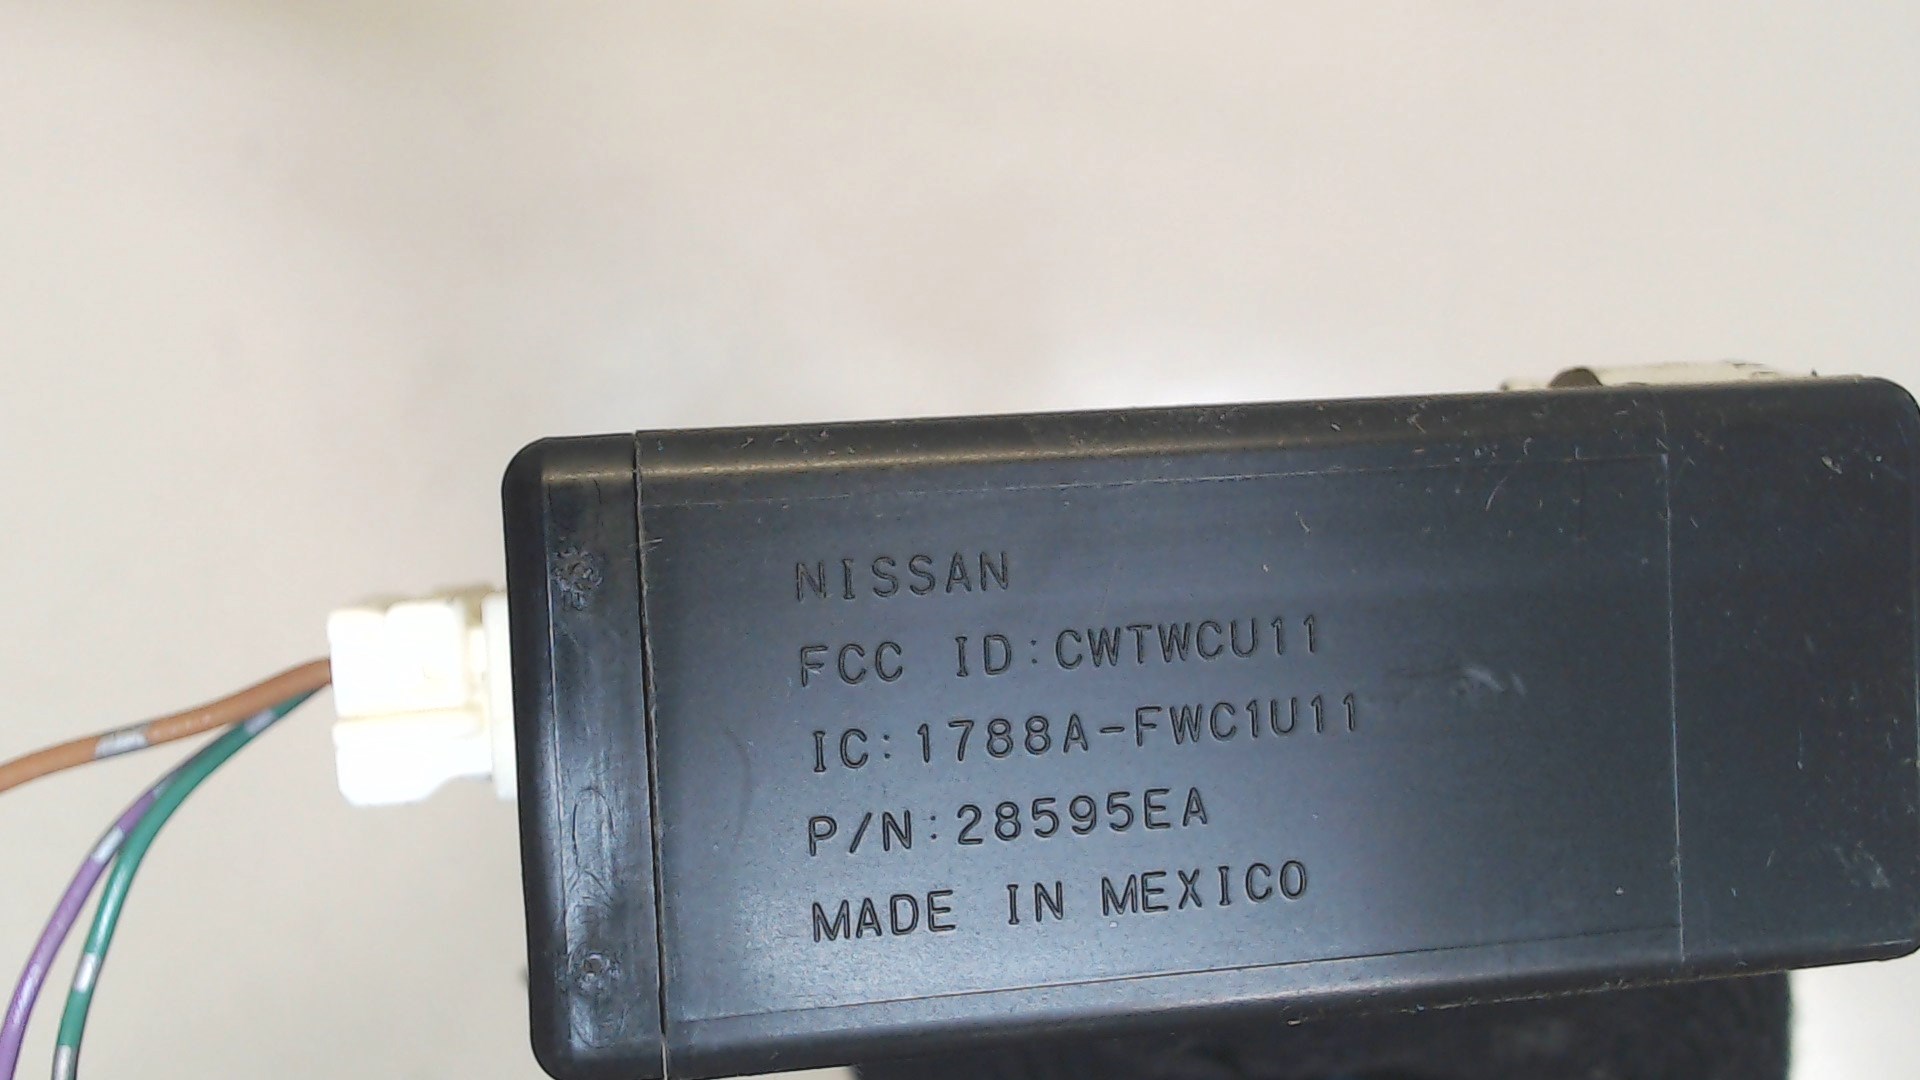 NISSAN
FCC ID:CWTWCU11
IC:1788A-FWC1U11
P/N:28595EA
MADE IN MEXICO